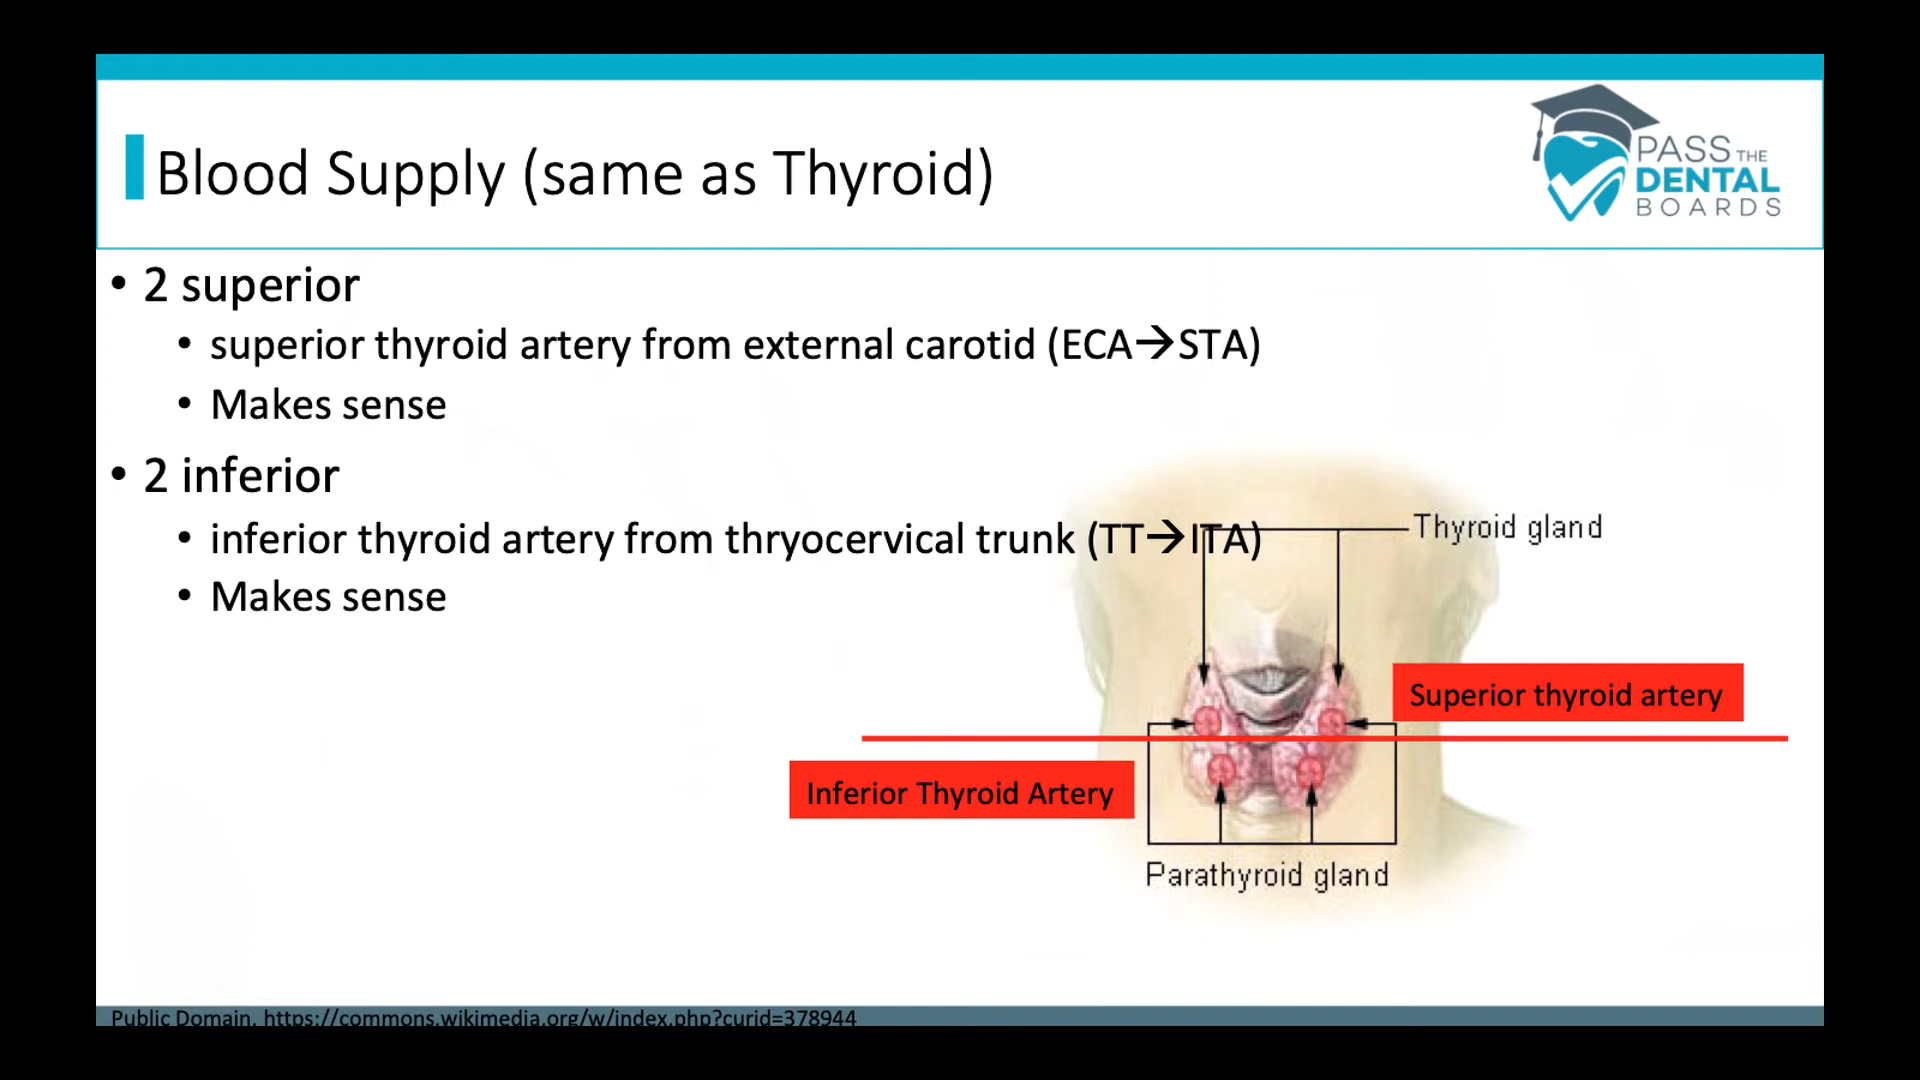 Blood Supply (same as Thyroid)
PASS THE
DENTAL
BOARDS
• 2 superior
• superior thyroid artery from external carotid (ECA→STA)
• Makes sense
• 2 inferior
• inferior thyroid artery from thryocervical trunk (TT→ITA)
• Makes sense
Thyroid gland
Superior thyroid artery
Inferior Thyroid Artery
Parathyroid gland
Public Domain, https://commons.wikimedia.org/w/index.php?curid=378944